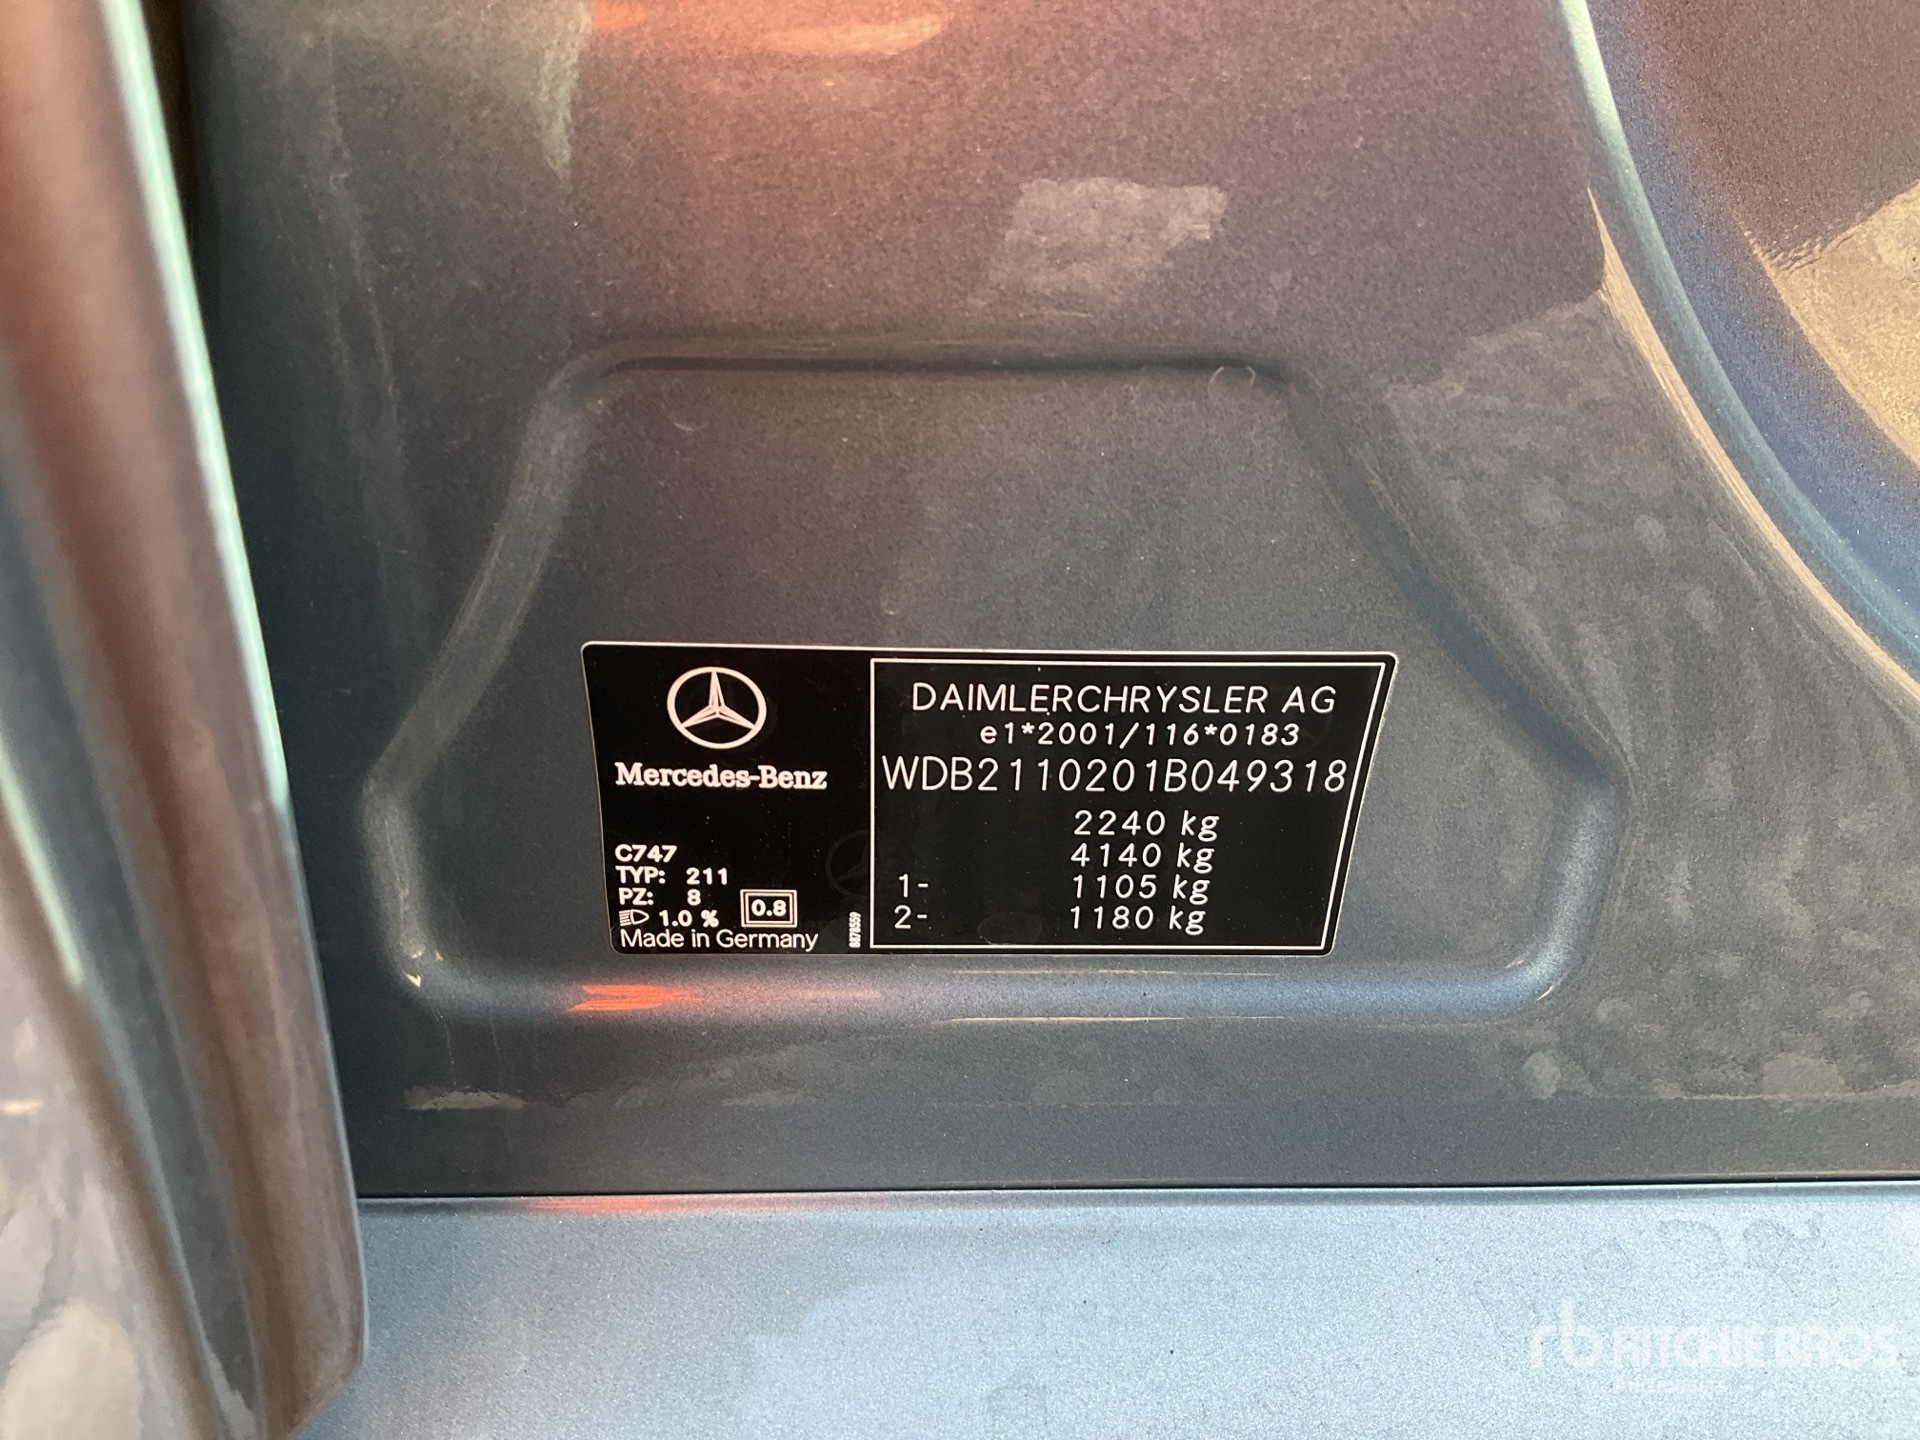 Mercedes-Benz
C747
TYP: 211
PZ: 8
1.0 % 0.8
Made in Germany
DAIMLERCHRYSLER AG
e1*2001/116*0183
WDB2110201B049318
2240 kg
4140 kg
1- 1105 kg
2- 1180 kg
rb RITCHIE BROS